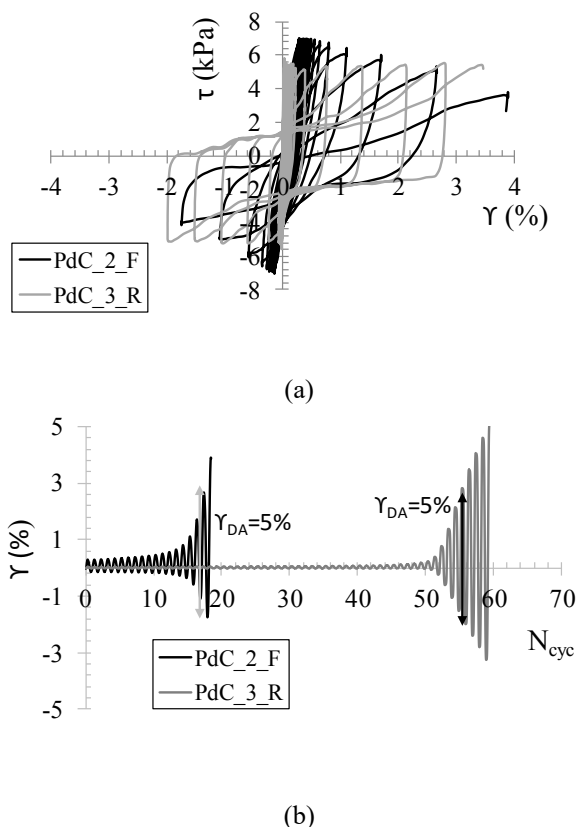 τ (kPa)
8
6
4
2
0
-2
-4
-6
-8
-4 -3 -2 -1 0 1 2 3 4
ϒ (%)
PdC_2_F
PdC_3_R
(a)
ϒ (%)
5
3
1
-1
-3
-5
0 10 20 30 40 50 60 70
ϒDA=5%
ϒDA=5%
Ncyc
PdC_2_F
PdC_3_R
(b)